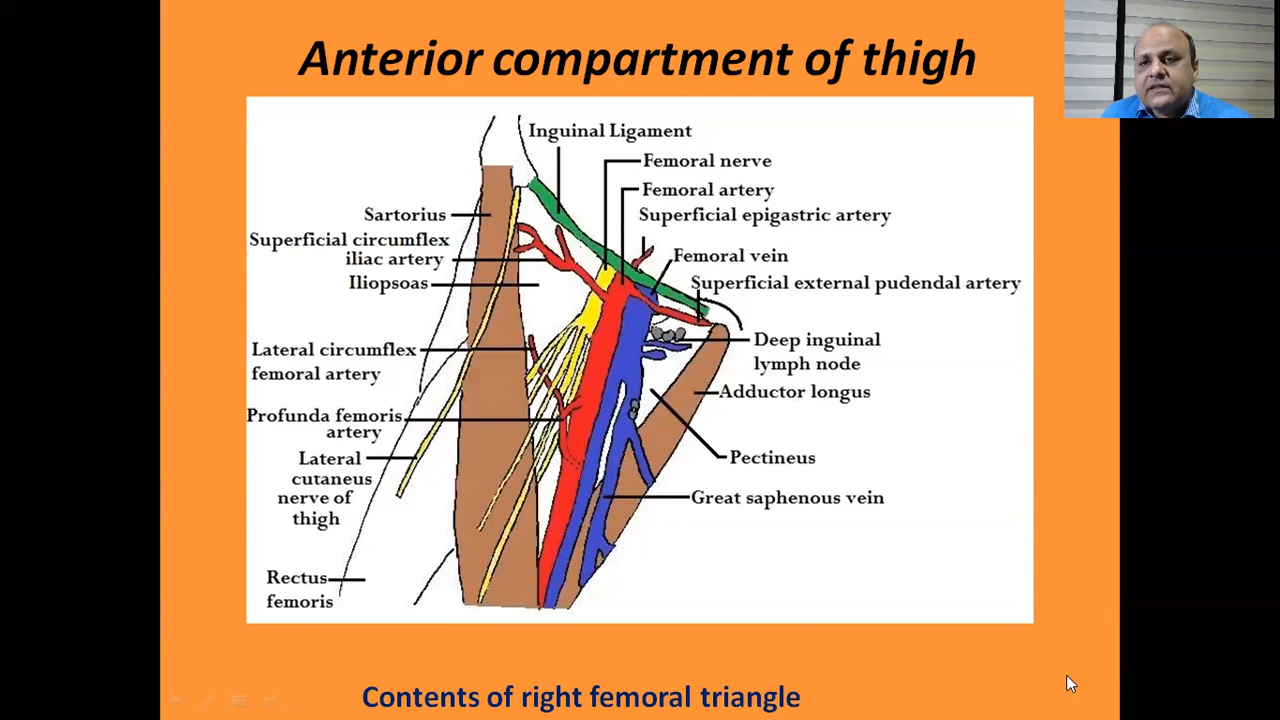 Anterior compartment of thigh
Inguinal Ligament
Femoral nerve
Femoral artery
Superficial epigastric artery
Femoral vein
Superficial external pudendal artery
Deep inguinal
lymph node
Adductor longus
Pectineus
Great saphenous vein
Sartorius
Superficial circumflex
iliac artery
Iliopsoas
Lateral circumflex
femoral artery
Profunda femoris
artery
Lateral
cutaneus
nerve of
thigh
Rectus
femoris
Contents of right femoral triangle